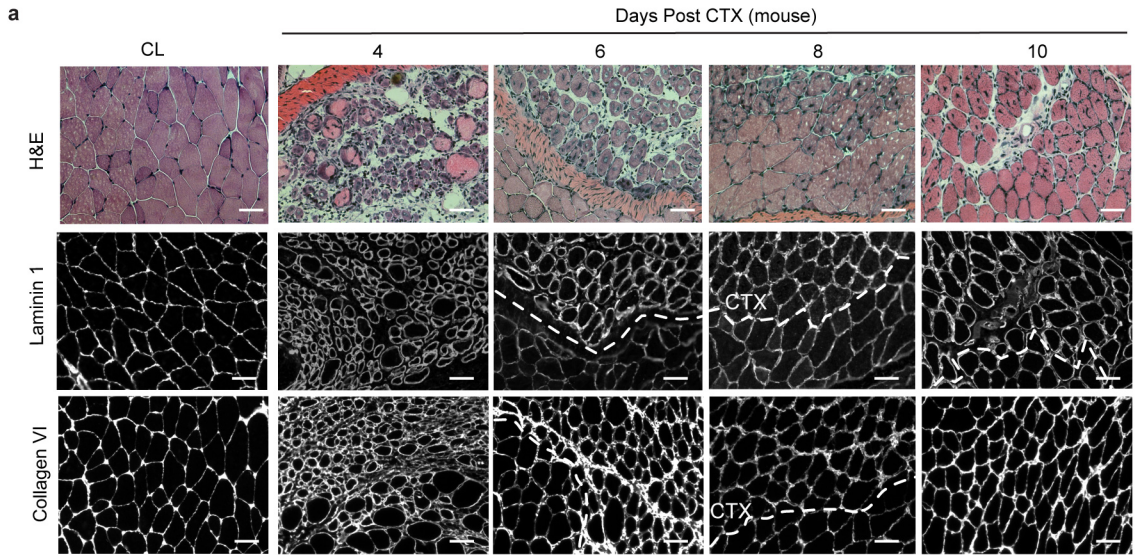 a
Days Post CTX (mouse)
CL 4 6 8 10
H&E
Laminin 1
CTX
Collagen VI
CTX